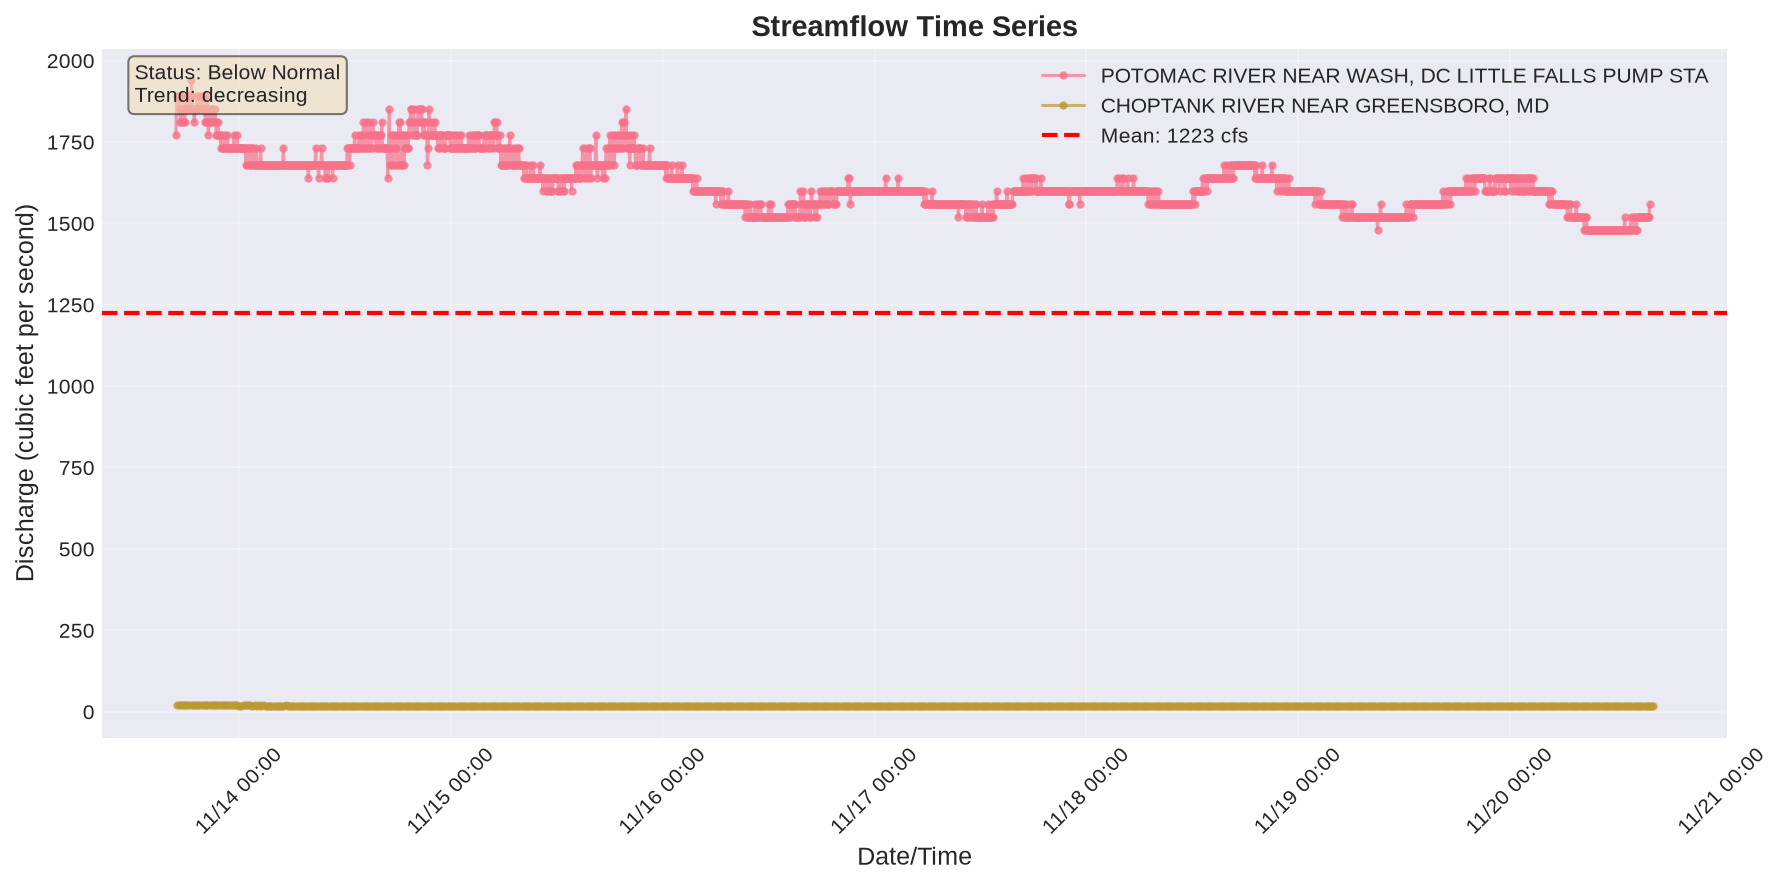 Streamflow Time Series
Status: Below Normal
Trend: decreasing
POTOMAC RIVER NEAR WASH, DC LITTLE FALLS PUMP STA
CHOPTANK RIVER NEAR GREENSBORO, MD
Mean: 1223 cfs
Discharge (cubic feet per second)
2000
1750
1500
1250
1000
750
500
250
0
11/14 00:00
11/15 00:00
11/16 00:00
11/17 00:00
11/18 00:00
11/19 00:00
11/20 00:00
11/21 00:00
Date/Time